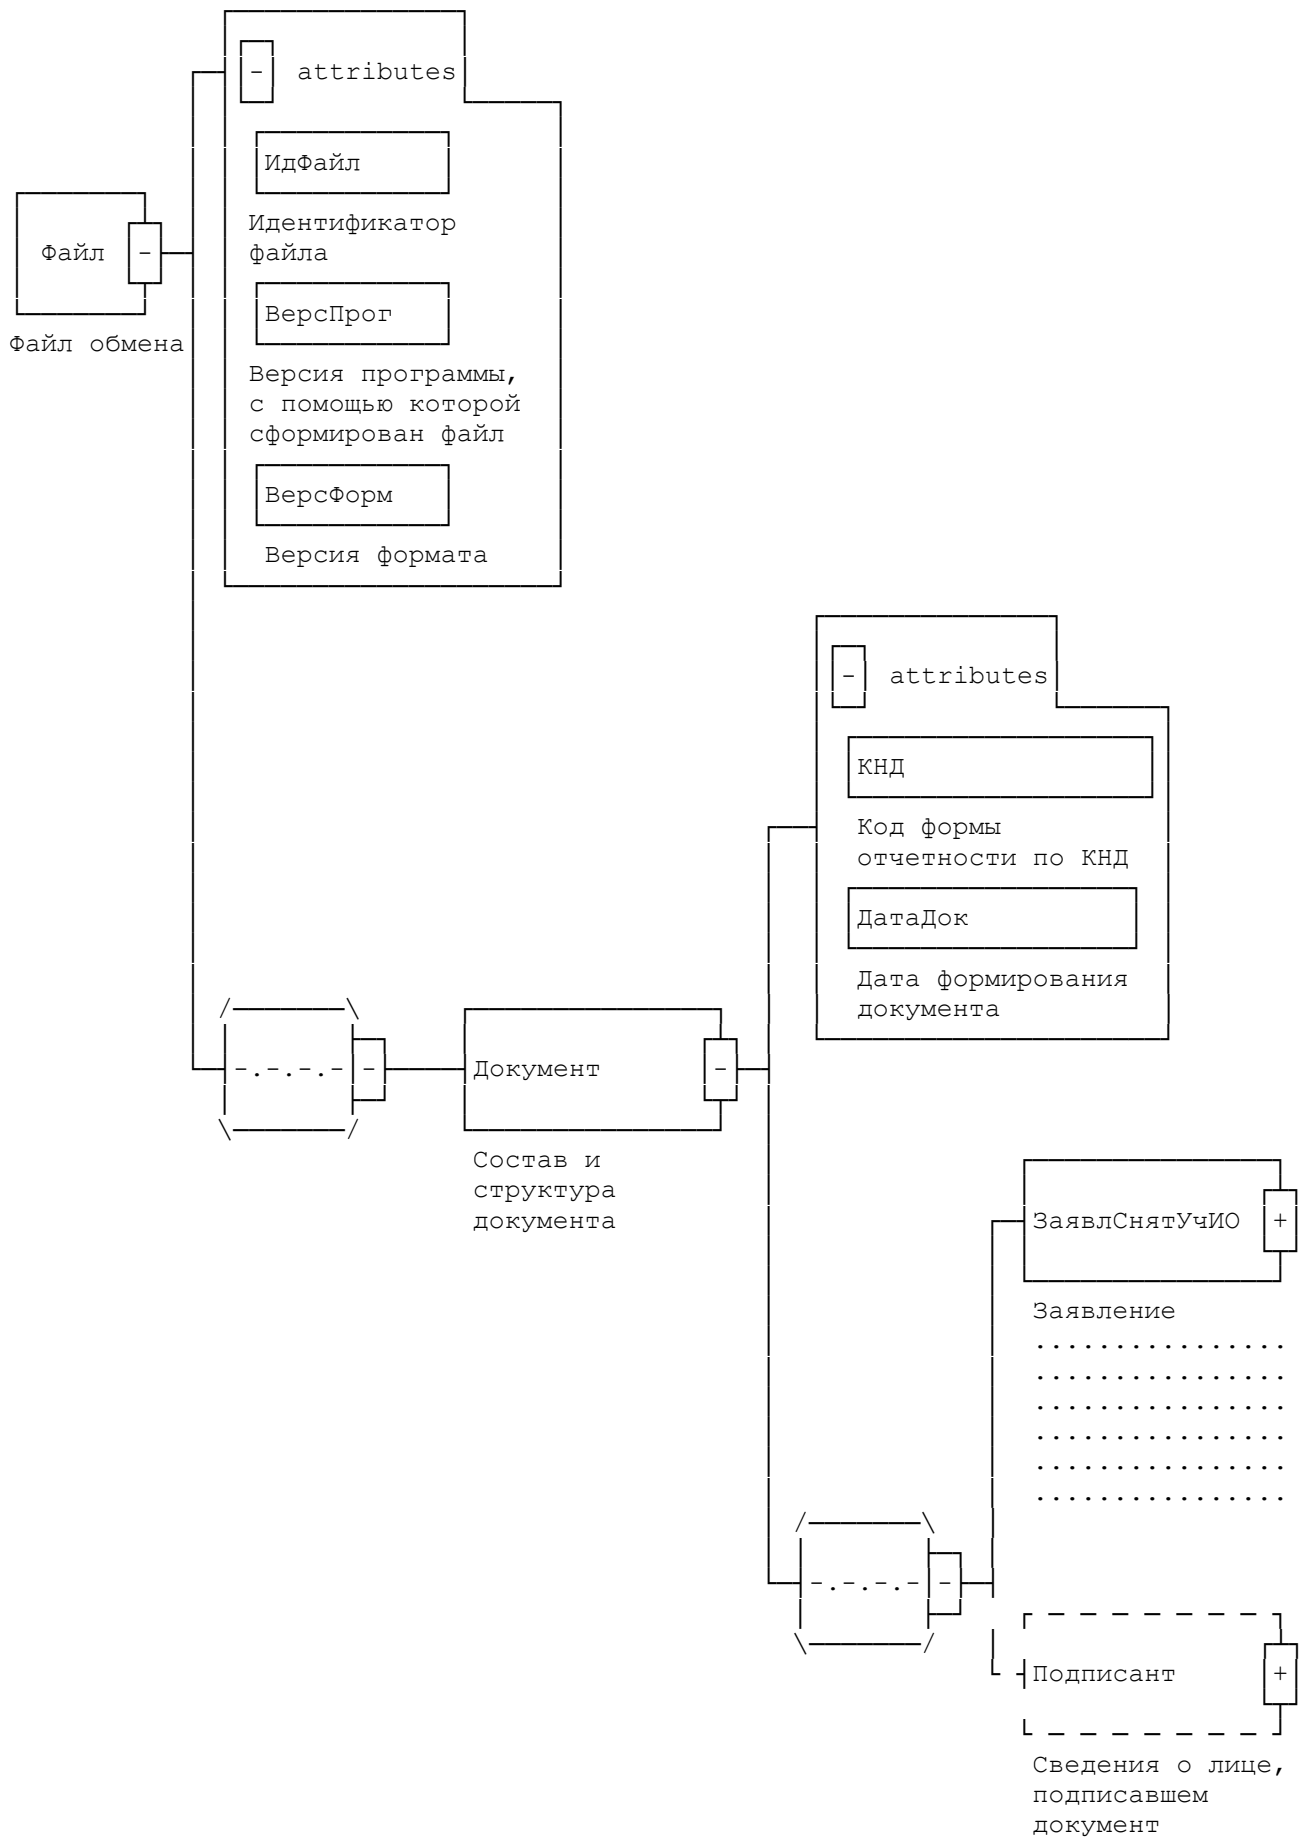 - attributes
ИдФайл
Идентификатор
файла
Файл -
Файл обмена
ВерсПрог
Версия программы,
с помощью которой
сформирован файл
ВерсФорм
Версия формата
- attributes
КНД
Код формы
отчетности по КНД
ДатаДок
Дата формирования
документа
-.-.-.- -
Документ -
Состав и
структура
документа
ЗаявлСнятУчИО +
Заявление
................
................
................
................
................
................
-.-.-.- -
Подписант +
Сведения о лице,
подписавшем
документ